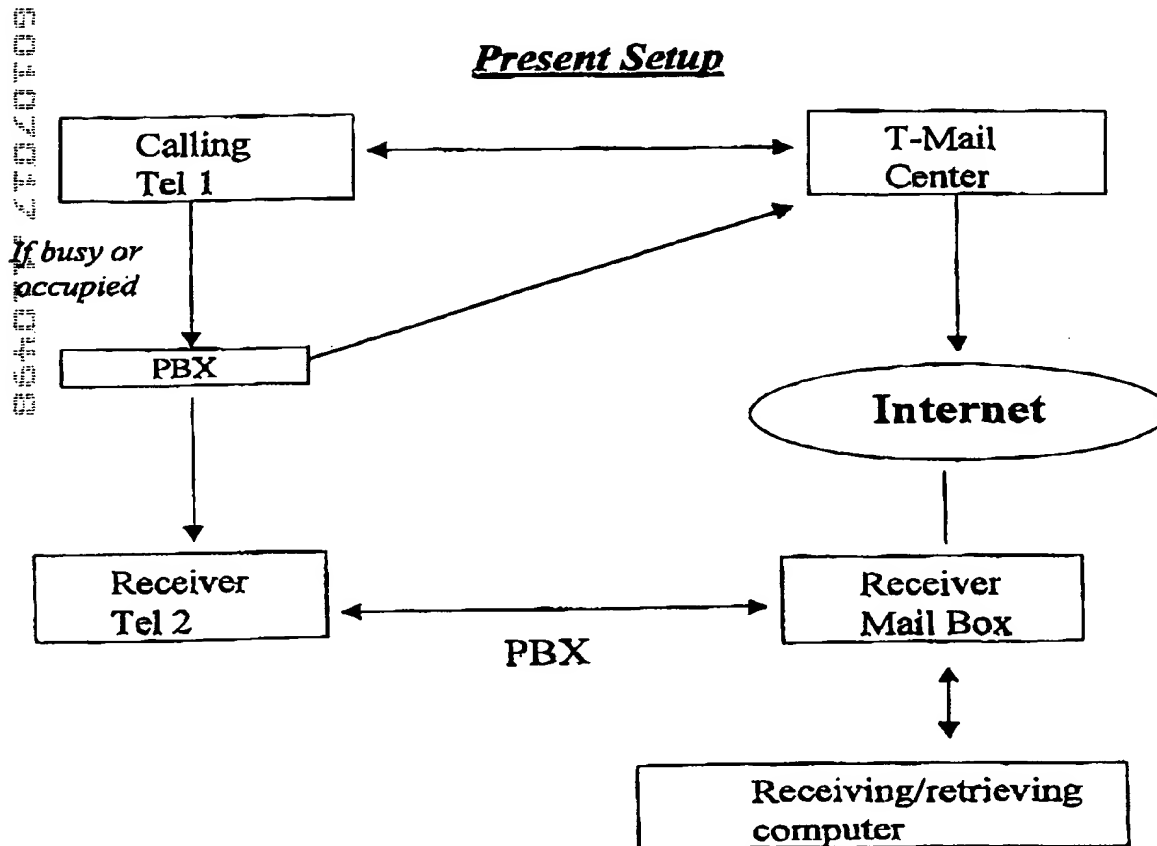 Present Setup
Calling
Tel 1
T-Mail
Center
If busy or
occupied
PBX
Internet
Receiver
Tel 2
PBX
Receiver
Mail Box
Receiving/retrieving
computer